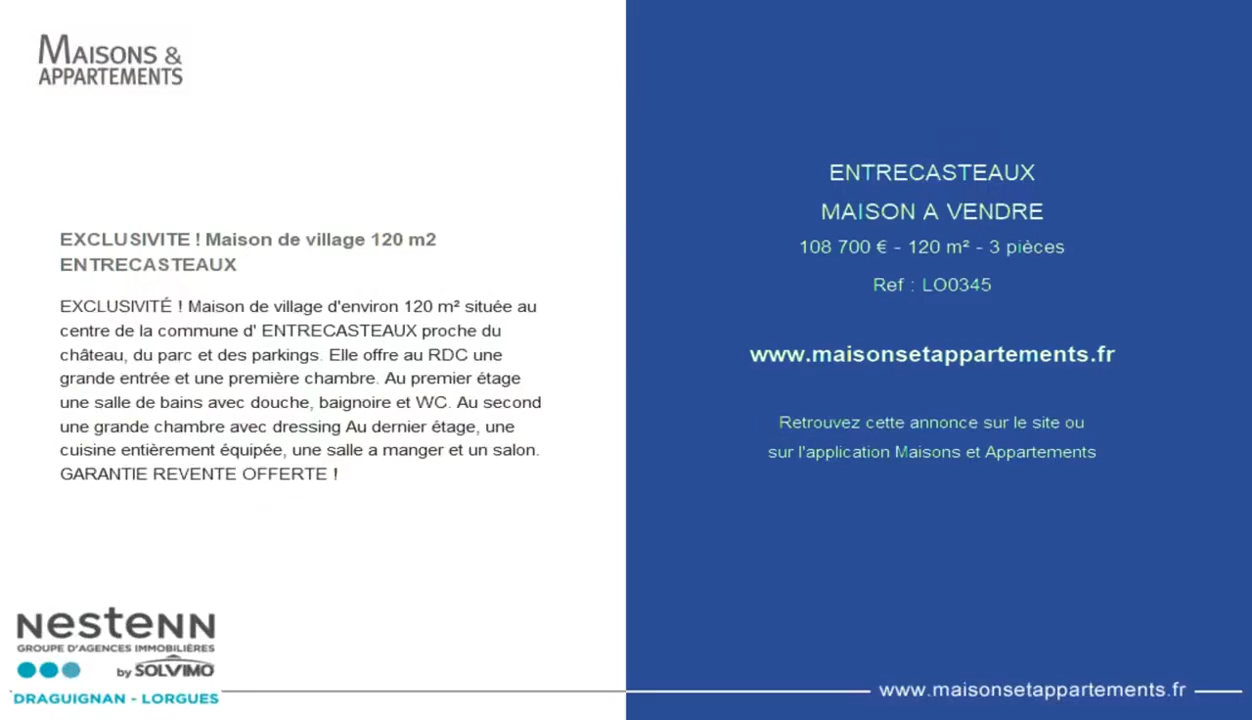 MAISONS &
APPARTEMENTS
EXCLUSIVITE ! Maison de village 120 m2
ENTRECASTEAUX
EXCLUSIVITÉ ! Maison de village d'environ 120 m² située au
centre de la commune d' ENTRECASTEAUX proche du
château, du parc et des parkings. Elle offre au RDC une
grande entrée et une première chambre. Au premier étage
une salle de bains avec douche, baignoire et WC. Au second
une grande chambre avec dressing Au dernier étage, une
cuisine entièrement équipée, une salle a manger et un salon.
GARANTIE REVENTE OFFERTE !
nestenn
GROUPE D'AGENCES IMMOBILIÈRES
by SOLVIMO
DRAGUIGNAN - LORGUES
ENTRECASTEAUX
MAISON A VENDRE
108 700 € - 120 m² - 3 pièces
Ref : LO0345
www.maisonsetappartements.fr
Retrouvez cette annonce sur le site ou
sur l'application Maisons et Appartements
www.maisonsetappartements.fr